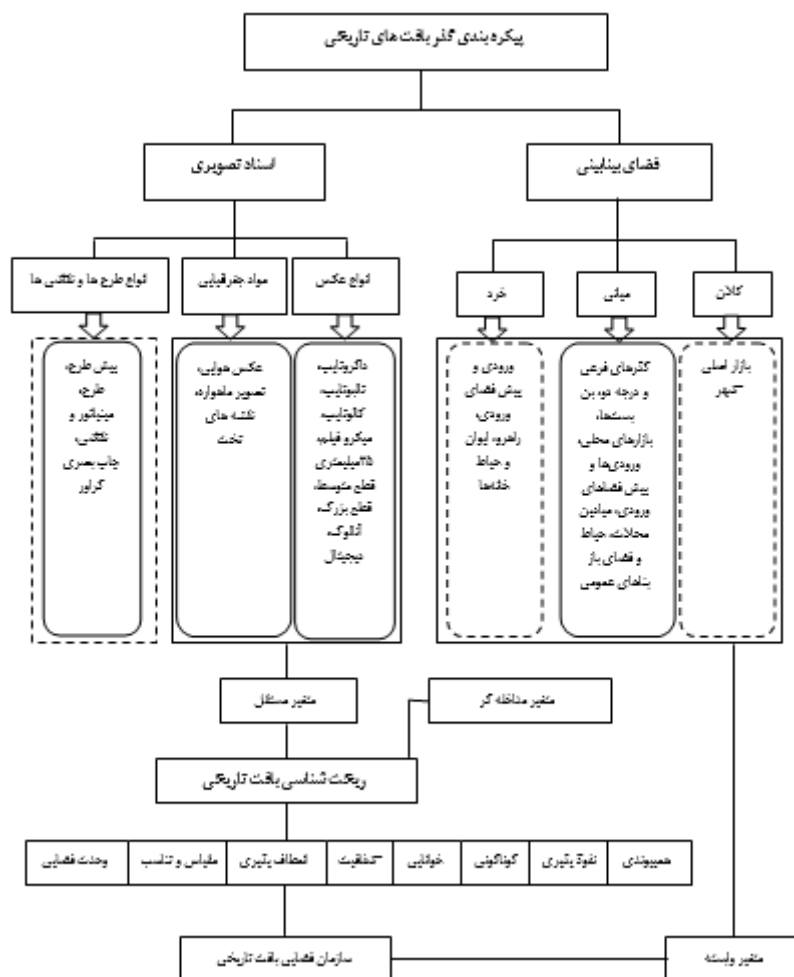 پیکره بندی گذر بافت های تاریخی
فضای بینابینی
اسناد تصویری
کلان
میانی
خرد
انواع عکس
مواد جغرافیایی
انواع طرح ها و نقاشی ها
بازار اصلی
شهر
گذرهای فرعی
و درجه دو، بن
بست‌ها،
بازارهای محلی،
ورودی‌ها و
پیش فضاهای
ورودی، میادین
محلات، حیاط
و فضای باز
بناهای عمومی
ورودی و
پیش فضای
ورودی،
راهرو، ایوان
و حیاط
خانه‌ها
داگروتایپ،
تالبوتایپ،
کالوتایپ،
میکرو فیلم،
۳۵میلیمتری
قطع متوسط،
قطع بزرگ،
آنالوگ،
دیجیتال
عکس هوایی،
تصویر ماهواره،
نقشه های
تخت
پیش طرح،
طرح،
مینیاتور و
نقاشی،
چاپ بصری
گراور
متغیر مداخله گر
متغیر مستقل
ریخت شناسی بافت تاریخی
همپیوندی
نفوذ پذیری
گوناگونی
خوانایی
شفافیت
انعطاف پذیری
مقیاس و تناسب
وحدت فضایی
متغیر وابسته
سازمان فضایی بافت تاریخی